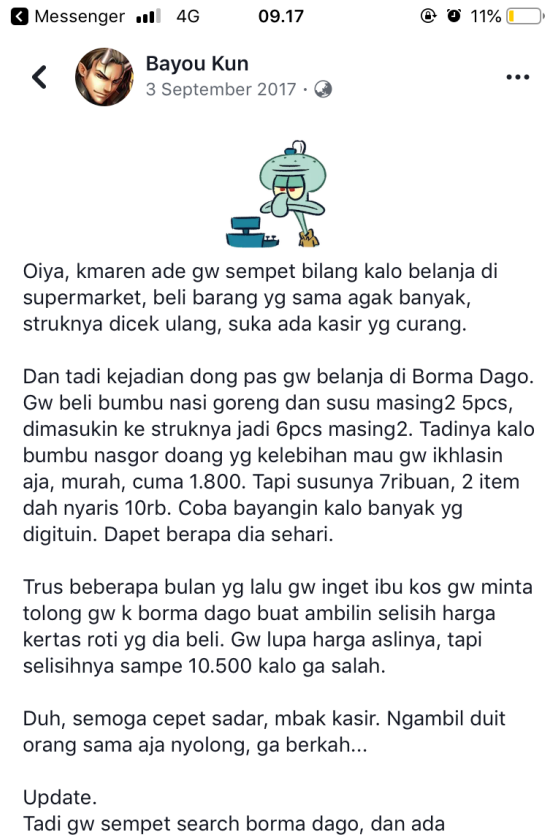 Messenger 4G 09.17 11%
Bayou Kun
3 September 2017 ·
Oiya, kmaren ade gw sempet bilang kalo belanja di
supermarket, beli barang yg sama agak banyak,
struknya dicek ulang, suka ada kasir yg curang.
Dan tadi kejadian dong pas gw belanja di Borma Dago.
Gw beli bumbu nasi goreng dan susu masing2 5pcs,
dimasukin ke struknya jadi 6pcs masing2. Tadinya kalo
bumbu nasgor doang yg kelebihan mau gw ikhlasin
aja, murah, cuma 1.800. Tapi susunya 7ribuan, 2 item
dah nyaris 10rb. Coba bayangin kalo banyak yg
digituin. Dapet berapa dia sehari.
Trus beberapa bulan yg lalu gw inget ibu kos gw minta
tolong gw k borma dago buat ambilin selisih harga
kertas roti yg dia beli. Gw lupa harga aslinya, tapi
selisihnya sampe 10.500 kalo ga salah.
Duh, semoga cepet sadar, mbak kasir. Ngambil duit
orang sama aja nyolong, ga berkah...
Update.
Tadi gw sempet search borma dago, dan ada